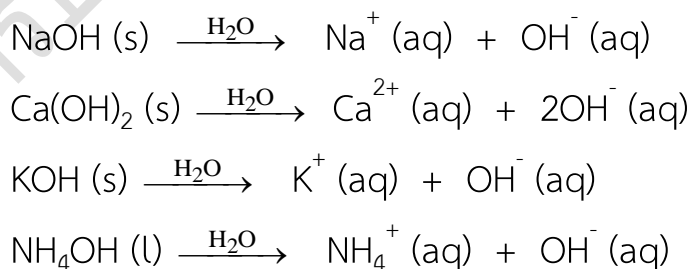 NaOH (s) H₂O⟶ Na⁺ (aq) + OH⁻ (aq)
Ca(OH)₂ (s) H₂O⟶ Ca²⁺ (aq) + 2OH⁻ (aq)
KOH (s) H₂O⟶ K⁺ (aq) + OH⁻ (aq)
NH₄OH (l) H₂O⟶ NH₄⁺ (aq) + OH⁻ (aq)